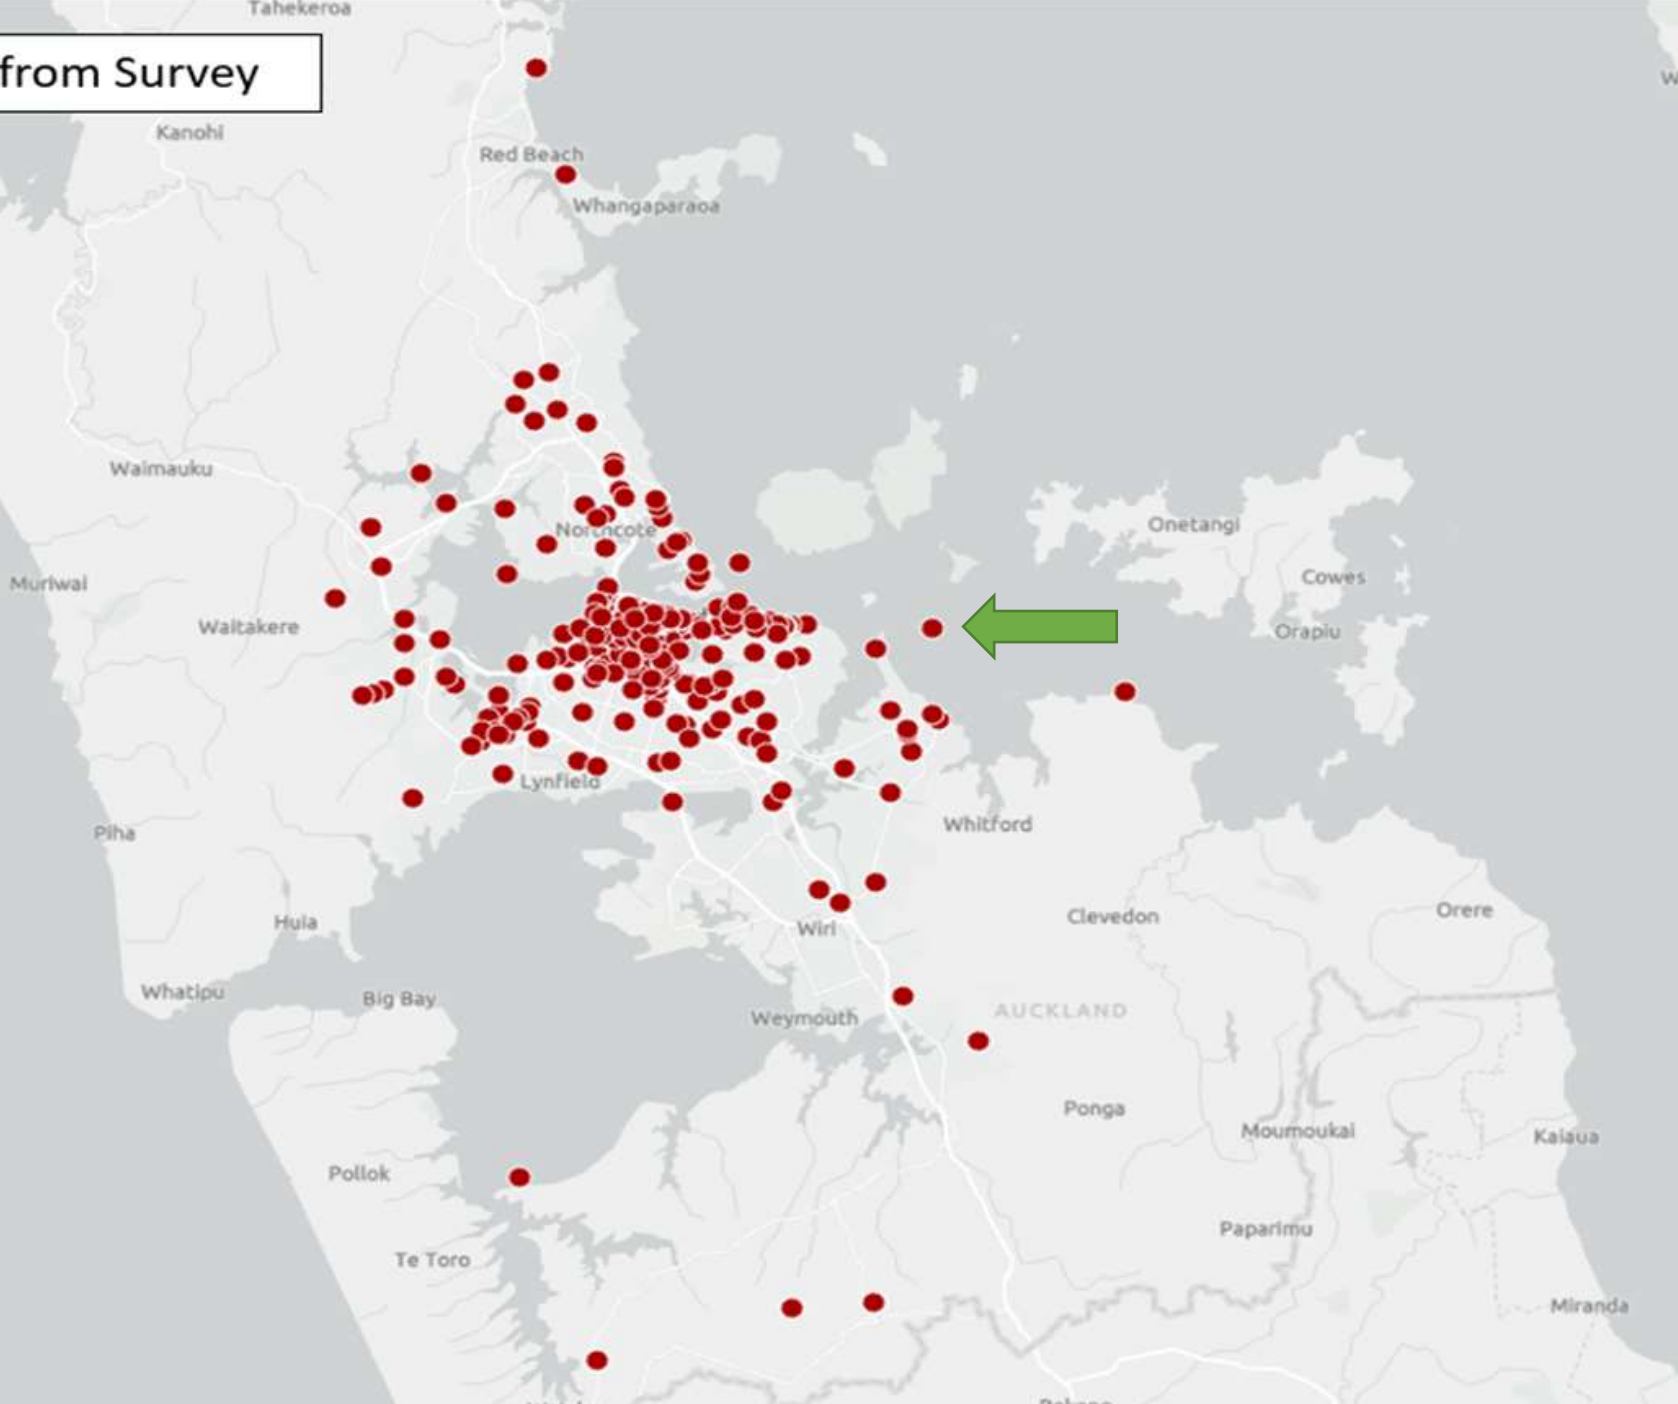 Tahekeroa
from Survey
Kanohi
Red Beach
Whangaparaoa
Waimauku
Onetangi
Northcote
Muriwai
Cowes
Waitakere
Orapiu
Lynfield
Piha
Whitford
Huia
Wiri
Clevedon
Orere
Whatipu
Big Bay
Weymouth
AUCKLAND
Ponga
Moumoukai
Kaiaua
Pollok
Paparimu
Te Toro
Miranda